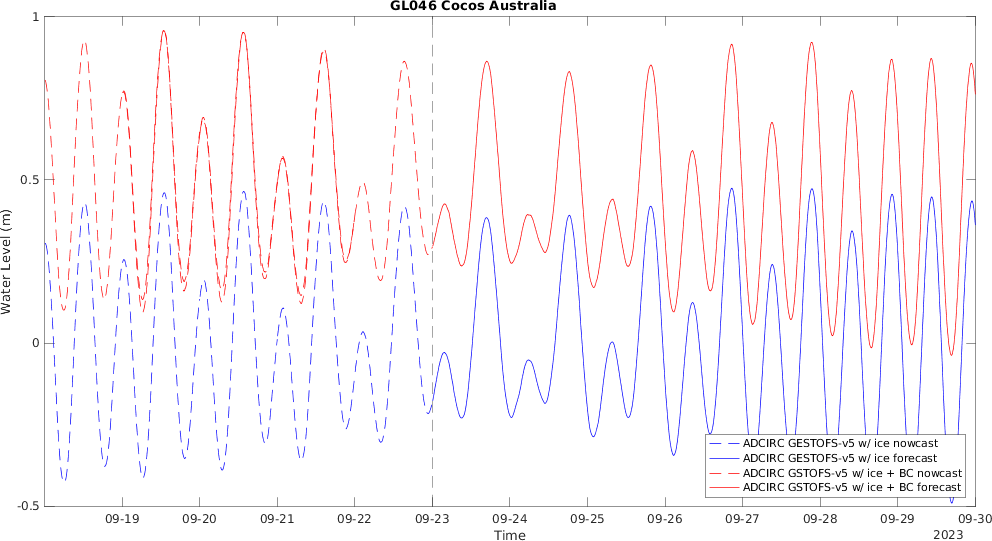 GL046 Cocos Australia
1
0.5
0
-0.5
Water Level (m)
ADCIRC GESTOFS-v5 w/ ice nowcast
ADCIRC GESTOFS-v5 w/ ice forecast
ADCIRC GSTOFS-v5 w/ ice + BC nowcast
ADCIRC GSTOFS-v5 w/ ice + BC forecast
09-19 09-20 09-21 09-22 09-23 09-24 09-25 09-26 09-27 09-28 09-29 09-30
Time
2023